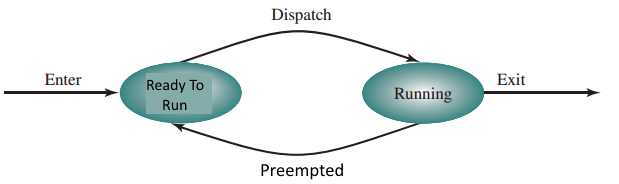 Dispatch
Enter
Ready To
Run
Running
Exit
Preempted